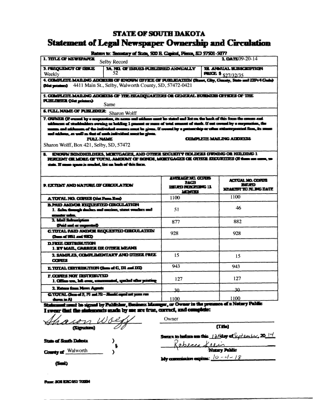 STATE OF SOUTH DAKOTA
Statement of Legal Newspaper Ownership and Circulation
Return to: Secretary of State, 500 E. Capitol, Pierre, SD 57501-5077
1. TITLE OF NEWSPAPER
Selby Record
2. DATE 09-20-14
3. FREQUENCY OF ISSUE
Weekly
3A. NO. OF ISSUES PUBLISHED ANNUALLY
52
3B. ANNUAL SUBSCRIPTION
PRICE $ $27/32/35
4. COMPLETE MAILING ADDRESS OF KNOWN OFFICE OF PUBLICATION (Street, City, County, State and ZIP+4 Code)
(Not printers) 4411 Main St., Selby, Walworth County, SD, 57472-0421
5. COMPLETE MAILING ADDRESS OF THE HEADQUARTERS OR GENERAL BUSINESS OFFICES OF THE
PUBLISHER (Not printers)
Same
6. FULL NAME OF PUBLISHER:
Sharon Wolff
7. OWNER (If owned by a corporation, its name and address must be stated and list on the back of this form the names and
addresses of stockholders owning or holding 1 percent or more of total amount of stock. If not owned by a corporation, the
names and addresses of the individual owners must be given. If owned by a partnership or other unincorporated firm, its name
and address, as well as that of each individual must be given.
FULL NAME
COMPLETE MAILING ADDRESS
Sharon Wolff, Box 421, Selby, SD, 57472
8. KNOWN BONDHOLDERS, MORTGAGES, AND OTHER SECURITY HOLDERS OWNING OR HOLDING 1
PERCENT OR MORE OF TOTAL AMOUNT OF BONDS, MORTGAGES OR OTHER SECURITIES (If there are none, so
state. If more space is needed, list on back of this form.
9. EXTENT AND NATURE OF CIRCULATION
AVERAGE NO. COPIES
EACH
ISSUED PRECEDING 12
MONTHS
ACTUAL NO. COPIES
ISSUED
NEAREST TO FILING DATE
A. TOTAL NO. COPIES (Net Press Run)
1100
1100
B. PAID AND/OR REQUESTED CIRCULATION
1. Sales through dealers and carriers, street vendors and
counter sales.
51
46
2. Mail Subscription
(Paid and or requested)
877
882
C. TOTAL PAID AND/OR REQUESTED CIRCULATION
(Sum of 9B1 and 9B2)
928
928
D. FREE DISTRIBUTION
1. BY MAIL, CARRIER OR OTHER MEANS
2. SAMPLES, COMPLIMENTARY AND OTHER FREE
COPIES
15
15
E. TOTAL DISTRIBUTION (Sum of C, D1 and D2)
943
943
F. COPIES NOT DISTRIBUTED
1. Office use, left over, unaccounted, spoiled after printing
127
127
2. Return from News Agents
30
30
G. TOTAL (Sum of E, F1 and F2 - Should equal net press run
shown in A)
1100
1100
Statement must be signed by Publisher, Business Manager, or Owner in the presence of a Notary Public
I swear that the statements made by me are true, correct, and complete:
Sharon Wolff
(Signature)
Owner
(Title)
State of South Dakota )
County of Walworth )
(Seal)
Sworn to before me this
September, 20 14
Rebecca
Notary Public
My commission expires: 10-1-18